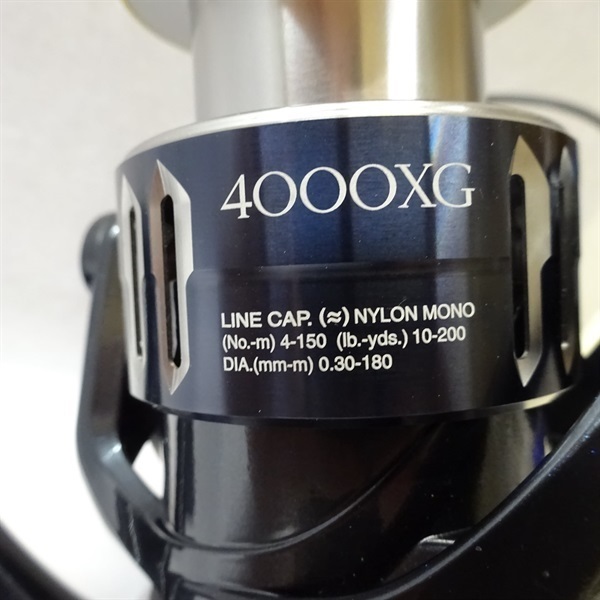 4000XG
LINE CAP. (≈) NYLON MONO
(No.-m) 4-150 (lb.-yds.) 10-200
DIA.(mm-m) 0.30-180